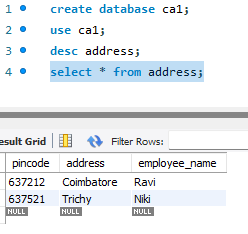 1 create database ca1;
2 use ca1;
3 desc address;
4 select * from address;
esult Grid Filter Rows:
pincode address employee_name
637212 Coimbatore Ravi
637521 Trichy Niki
NULL NULL NULL